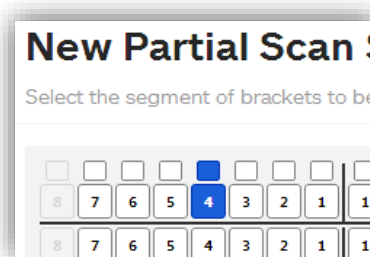 New Partial Scan
Select the segment of brackets to be
8 7 6 5 4 3 2 1 1
8 7 6 5 4 3 2 1 1